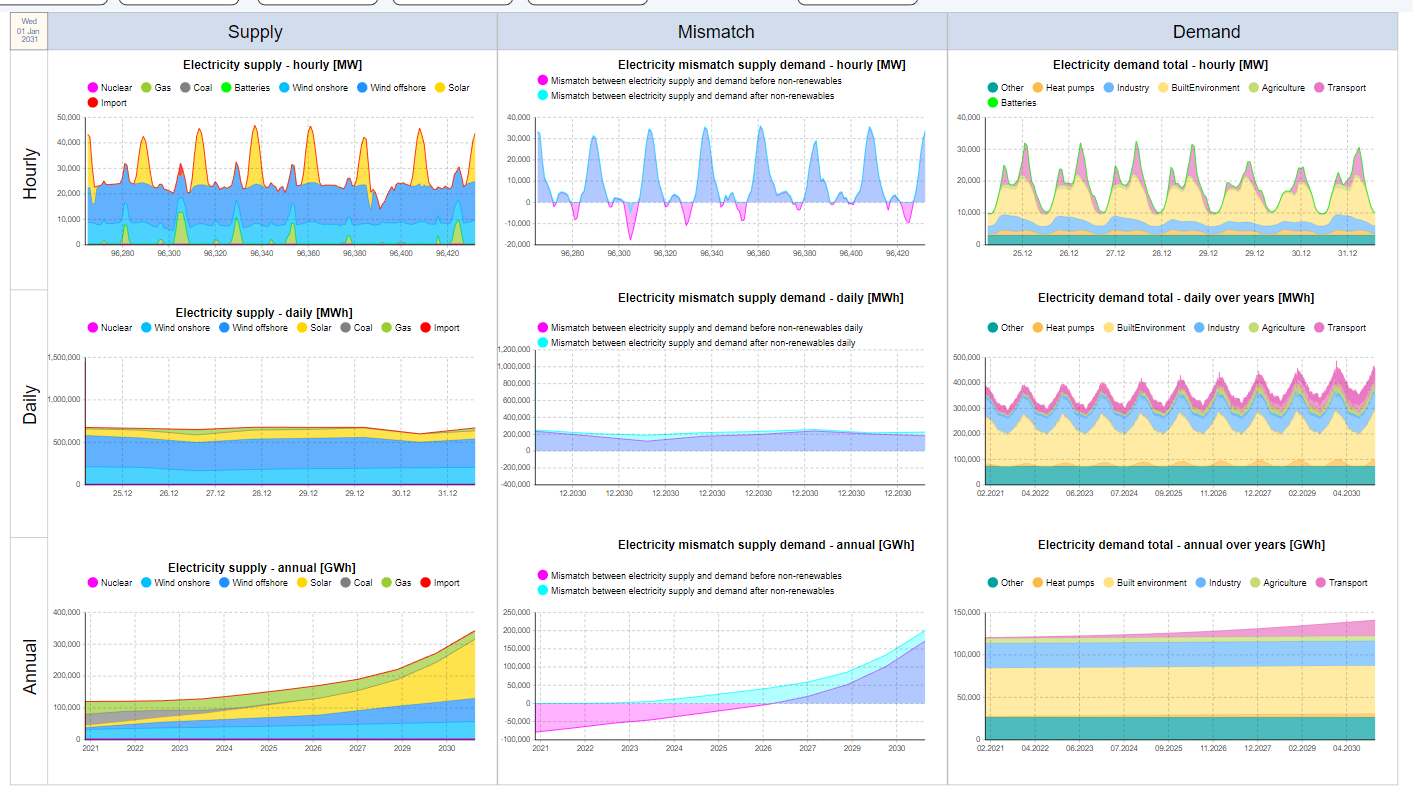 Wed
01 Jan
2031
Supply
Mismatch
Demand
Hourly
Electricity supply - hourly [MW]
Nuclear Gas Coal Batteries Wind onshore Wind offshore Solar
Import
50,000
40,000
30,000
20,000
10,000
0
96,280 96,300 96,320 96,340 96,360 96,380 96,400 96,420
Electricity mismatch supply demand - hourly [MW]
Mismatch between electricity supply and demand before non-renewables
Mismatch between electricity supply and demand after non-renewables
40,000
30,000
20,000
10,000
0
-10,000
-20,000
96,280 96,300 96,320 96,340 96,360 96,380 96,400 96,420
Electricity demand total - hourly [MW]
Other Heat pumps Industry BuiltEnvironment Agriculture Transport
Batteries
40,000
30,000
20,000
10,000
0
25.12 26.12 27.12 28.12 29.12 29.12 30.12 31.12
Daily
Electricity supply - daily [MWh]
Nuclear Wind onshore Wind offshore Solar Coal Gas Import
1,500,000
1,000,000
500,000
0
25.12 26.12 27.12 28.12 29.12 29.12 30.12 31.12
Electricity mismatch supply demand - daily [MWh]
Mismatch between electricity supply and demand before non-renewables daily
Mismatch between electricity supply and demand after non-renewables daily
1,200,000
1,000,000
800,000
600,000
400,000
200,000
0
-200,000
-400,000
12.2030 12.2030 12.2030 12.2030 12.2030 12.2030 12.2030 12.2030
Electricity demand total - daily over years [MWh]
Other Heat pumps BuiltEnvironment Industry Agriculture Transport
500,000
400,000
300,000
200,000
100,000
0
02.2021 04.2022 06.2023 07.2024 09.2025 11.2026 12.2027 02.2029 04.2030
Annual
Electricity supply - annual [GWh]
Nuclear Wind onshore Wind offshore Solar Coal Gas Import
400,000
300,000
200,000
100,000
0
2021 2022 2023 2024 2025 2026 2027 2029 2030
Electricity mismatch supply demand - annual [GWh]
Mismatch between electricity supply and demand before non-renewables
Mismatch between electricity supply and demand after non-renewables
250,000
200,000
150,000
100,000
50,000
0
-50,000
-100,000
2021 2022 2023 2024 2025 2026 2027 2029 2030
Electricity demand total - annual over years [GWh]
Other Heat pumps Built environment Industry Agriculture Transport
150,000
100,000
50,000
0
02.2021 04.2022 06.2023 07.2024 09.2025 11.2026 12.2027 02.2029 04.2030